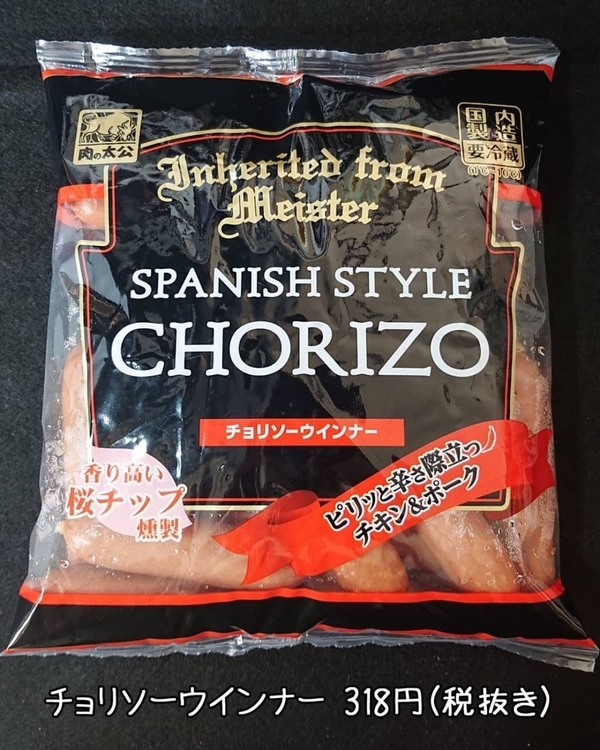 肉の太公
国内
製造
要冷蔵
(1℃~10℃)
Inherited from
Meister
SPANISH STYLE
CHORIZO
チョリソーウインナー
香り高い
桜チップ
燻製
ピリッと辛さ際立つ
チキン&ポーク
チョリソーウインナー 318円(税抜き)